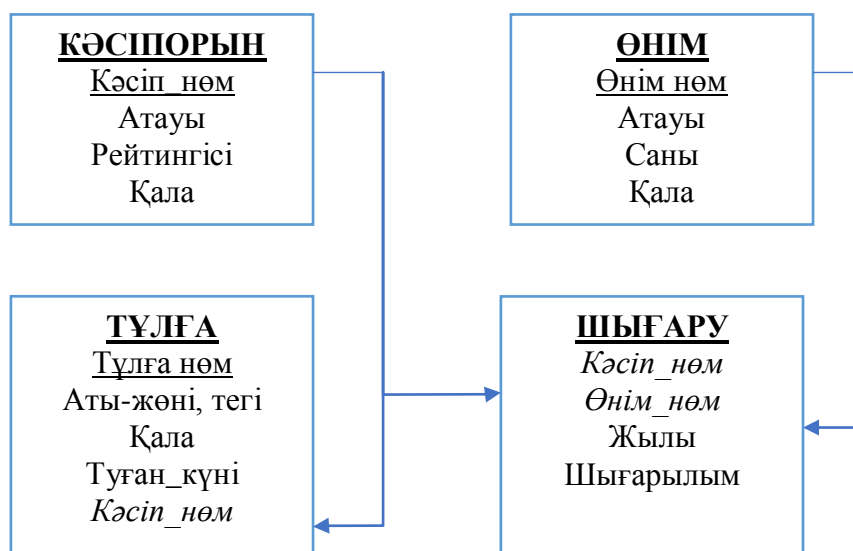 КӘСІПОРЫН
Кәсіп_нөм
Атауы
Рейтингісі
Қала
ӨНІМ
Өнім нөм
Атауы
Саны
Қала
ТҰЛҒА
Тұлға нөм
Аты-жөні, тегі
Қала
Туған_күні
Кәсіп_нөм
ШЫҒАРУ
Кәсіп_нөм
Өнім_нөм
Жылы
Шығарылым